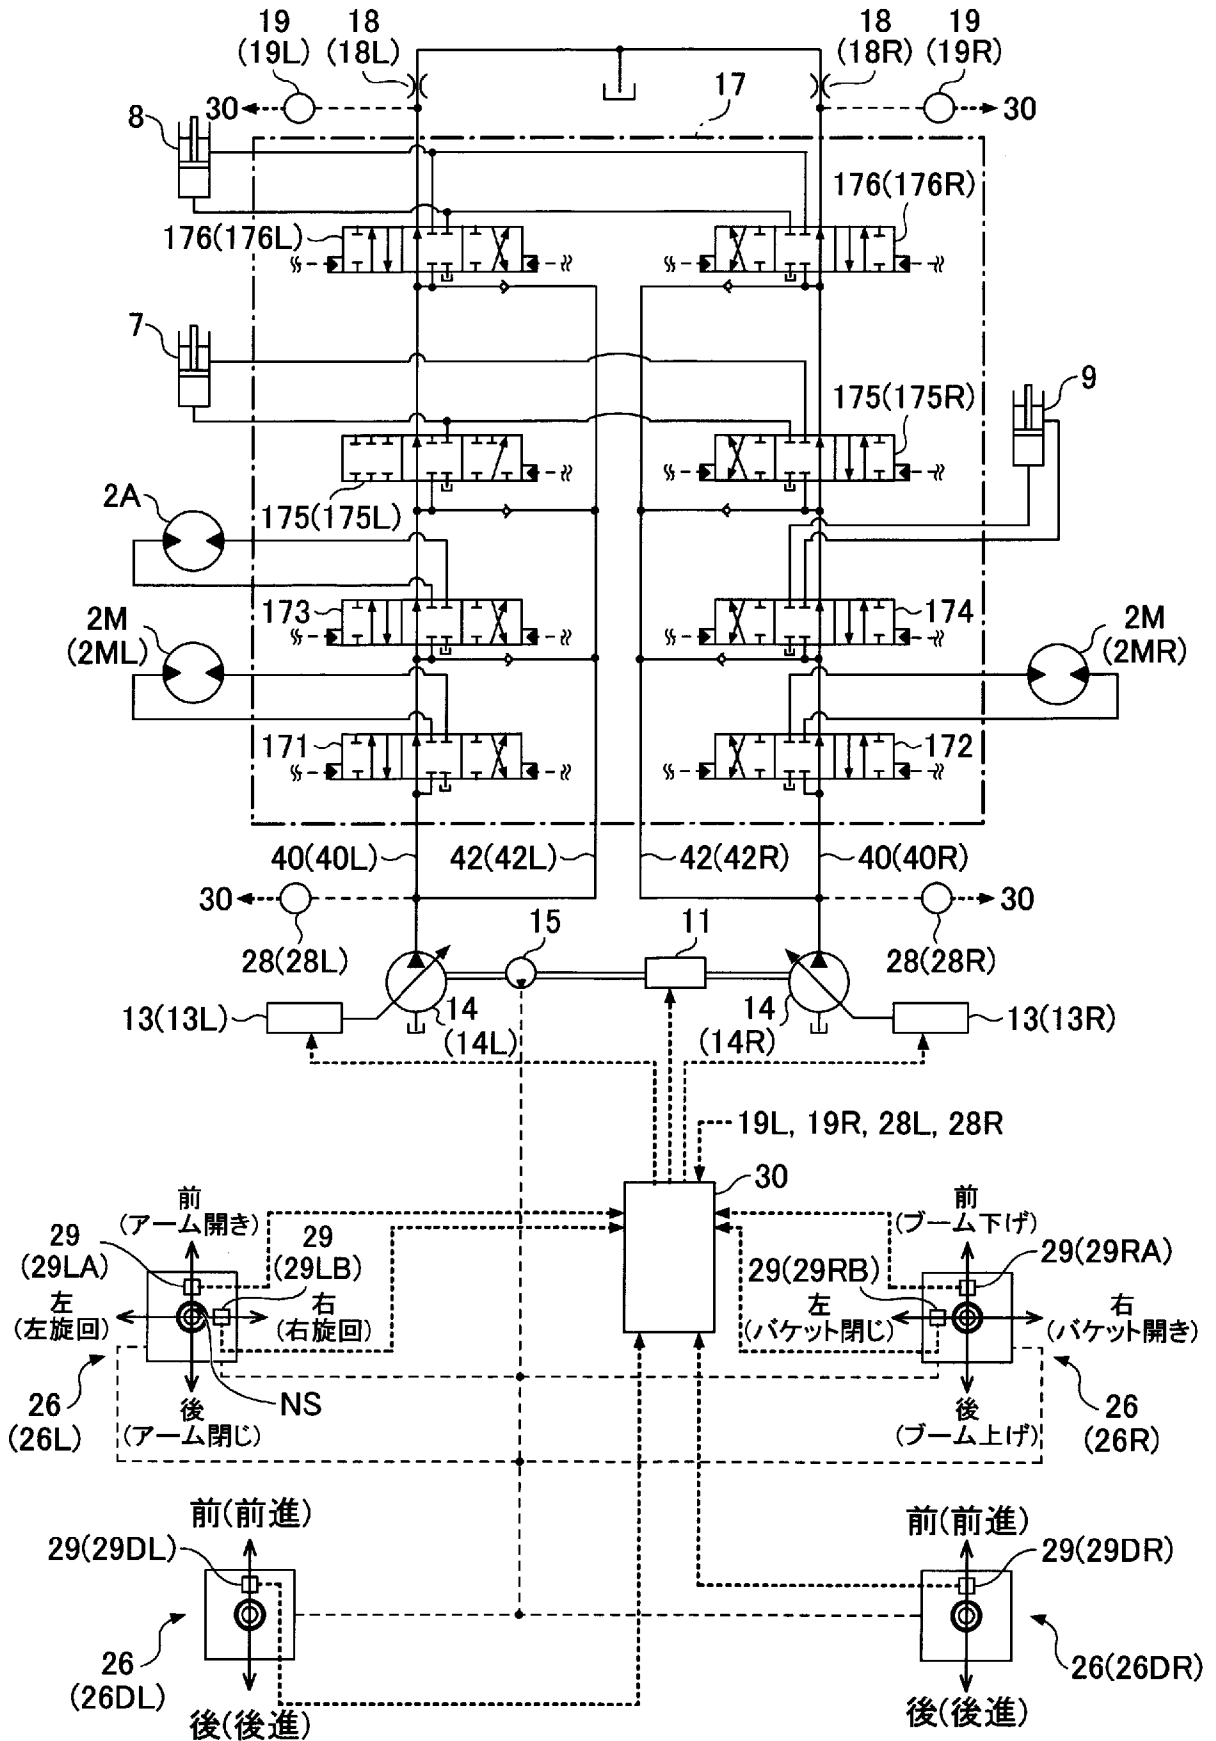 19
(19L)
18
(18L)
18
(18R)
19
(19R)
30
17
30
8
176(176R)
176(176L)
7
9
175(175R)
2A
175(175L)
173
174
2M
(2ML)
2M
(2MR)
171
172
40(40L)
42(42L)
42(42R)
40(40R)
30
30
15
11
28(28L)
28(28R)
13(13L)
14
(14L)
14
(14R)
13(13R)
19L, 19R, 28L, 28R
30
前
(アーム開き)
前
(ブーム下げ)
29
(29LA)
29
(29LB)
29(29RB)
29(29RA)
左
(左旋回)
右
(右旋回)
左
(バケット閉じ)
右
(バケット開き)
26
(26L)
後
(アーム閉じ)
NS
後
(ブーム上げ)
26
(26R)
前(前進)
前(前進)
29(29DL)
29(29DR)
26
(26DL)
26(26DR)
後(後進)
後(後進)